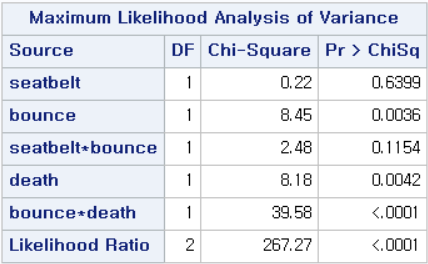 Maximum Likelihood Analysis of Variance
Source DF Chi-Square Pr > ChiSq
seatbelt 1 0.22 0.6399
bounce 1 8.45 0.0036
seatbelt*bounce 1 2.48 0.1154
death 1 8.18 0.0042
bounce*death 1 39.58 <.0001
Likelihood Ratio 2 267.27 <.0001